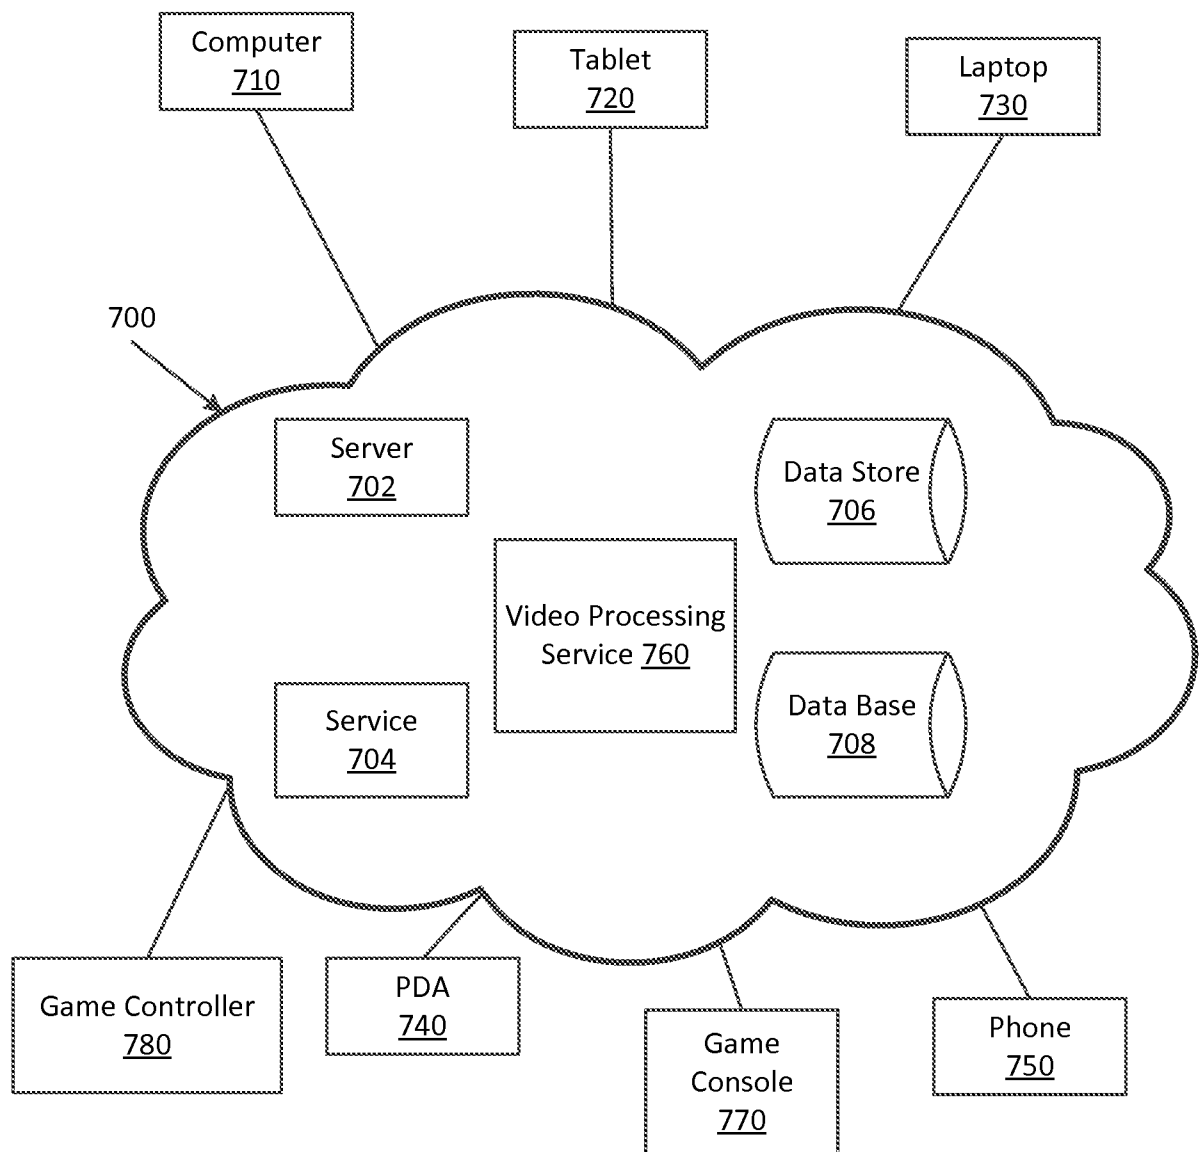 Computer
710
Tablet
720
Laptop
730
700
Server
702
Data Store
706
Video Processing
Service 760
Service
704
Data Base
708
Game Controller
780
PDA
740
Game
Console
770
Phone
750